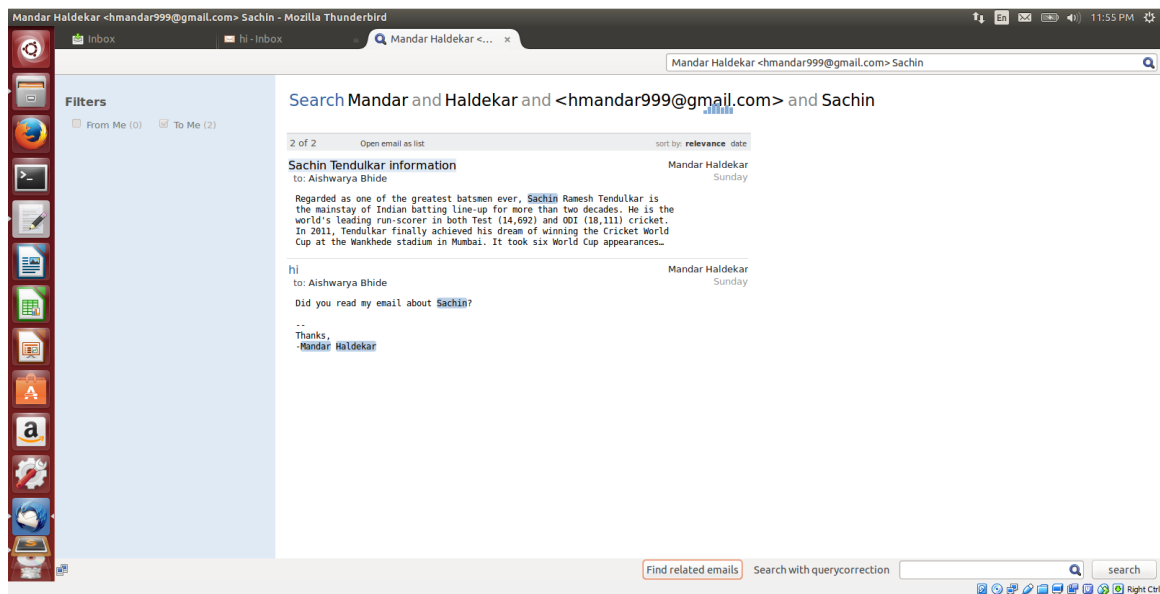 Mandar Haldekar <hmandar999@gmail.com> Sachin - Mozilla Thunderbird
En
11:55 PM
Inbox
hi - Inbox
Mandar Haldekar <... ×
Mandar Haldekar <hmandar999@gmail.com> Sachin
Filters
From Me (0) To Me (2)
Search Mandar and Haldekar and <hmandar999@gmail.com> and Sachin
2 of 2 Open email as list sort by: relevance date
Sachin Tendulkar information Mandar Haldekar
to: Aishwarya Bhide Sunday
Regarded as one of the greatest batsmen ever, Sachin Ramesh Tendulkar is
the mainstay of Indian batting line-up for more than two decades. He is the
world's leading run-scorer in both Test (14,692) and ODI (18,111) cricket.
In 2011, Tendulkar finally achieved his dream of winning the Cricket World
Cup at the Wankhede stadium in Mumbai. It took six World Cup appearances…
hi Mandar Haldekar
to: Aishwarya Bhide Sunday
Did you read my email about Sachin?
--
Thanks,
-Mandar Haldekar
Find related emails Search with querycorrection search
Right Ctrl